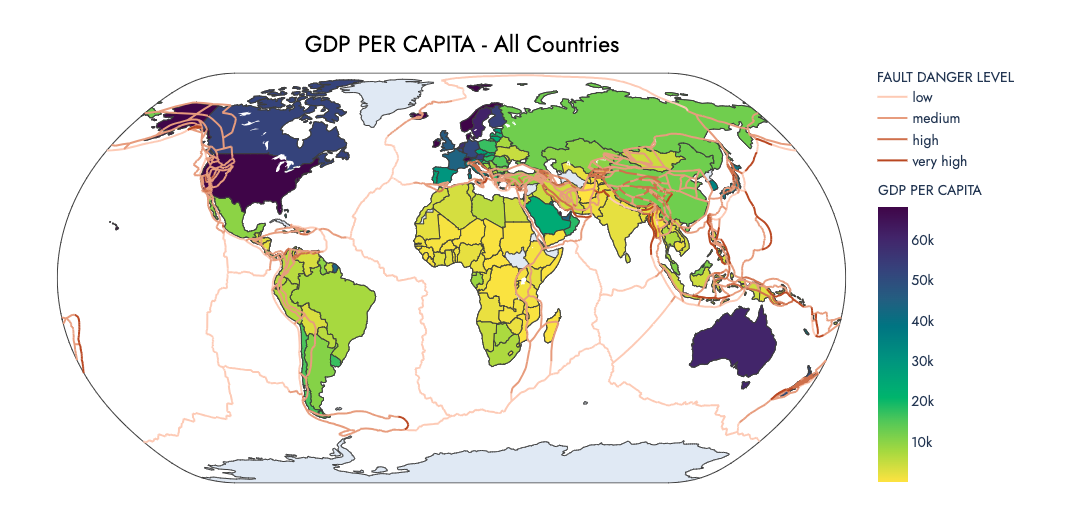 GDP PER CAPITA - All Countries
FAULT DANGER LEVEL
low
medium
high
very high
GDP PER CAPITA
60k
50k
40k
30k
20k
10k